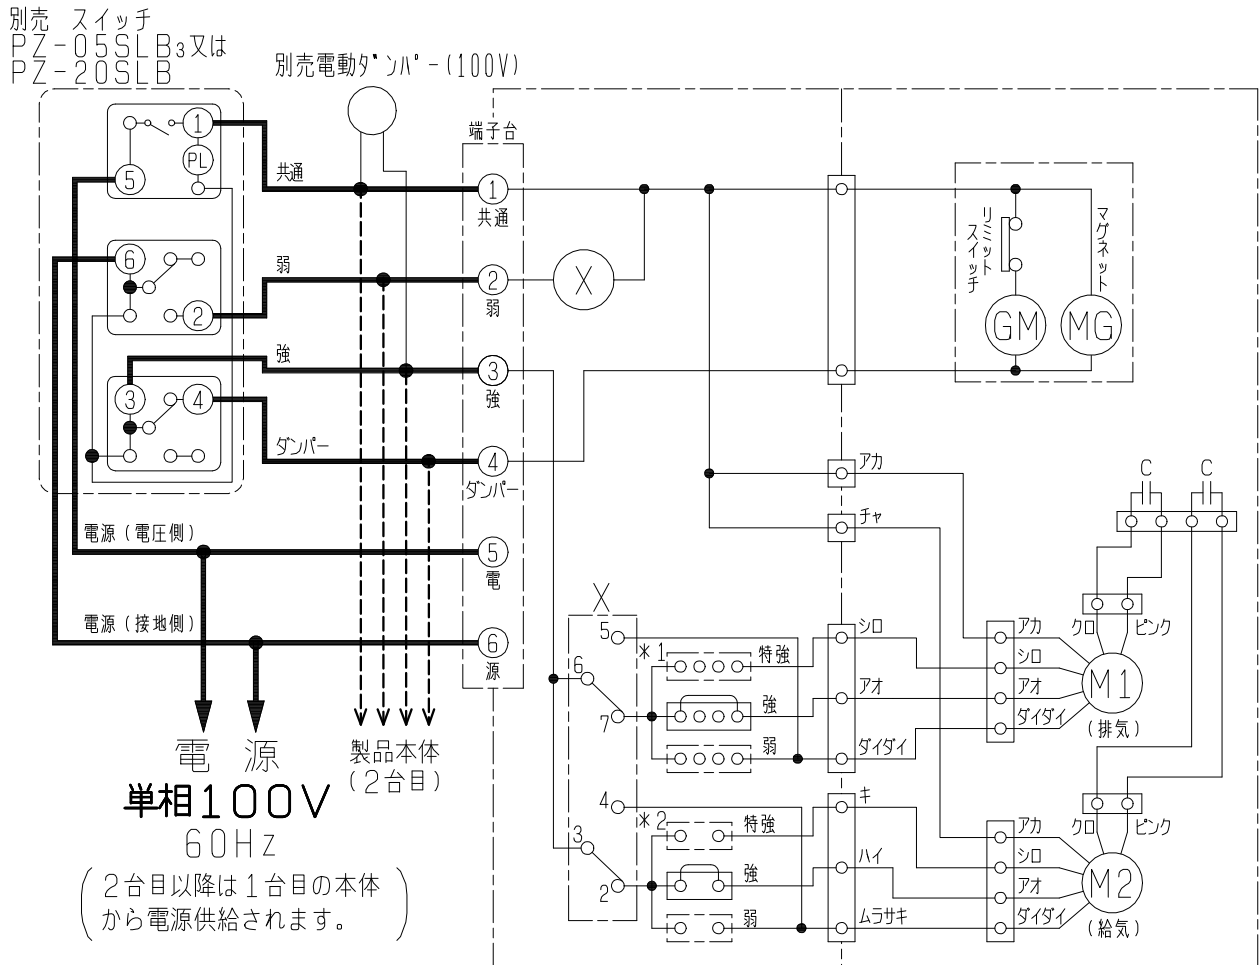 別売 スイッチ
PZ-05SLB3又は
PZ-20SLB
別売電動ダンパー(100V)
端子台
1
PL
5
共通
1
共通
6
2
弱
2
弱
X
3
4
強
3
強
ダンパー
4
ダンパー
リミット
スイッチ
マグネット
GM
MG
電源(電圧側)
5
電
電源(接地側)
6
源
アカ
チャ
C
C
クロ
ピンク
X
5
6
7
4
3
2
*1
特強
強
弱
*2
特強
強
弱
シロ
アオ
ダイダイ
キ
ハイ
ムラサキ
アカ
シロ
アオ
ダイダイ
M1
(排気)
クロ
ピンク
アカ
シロ
アオ
ダイダイ
M2
(給気)
電 源
単相100V
60Hz
製品本体
(2台目)
(2台目以降は1台目の本体
から電源供給されます。)